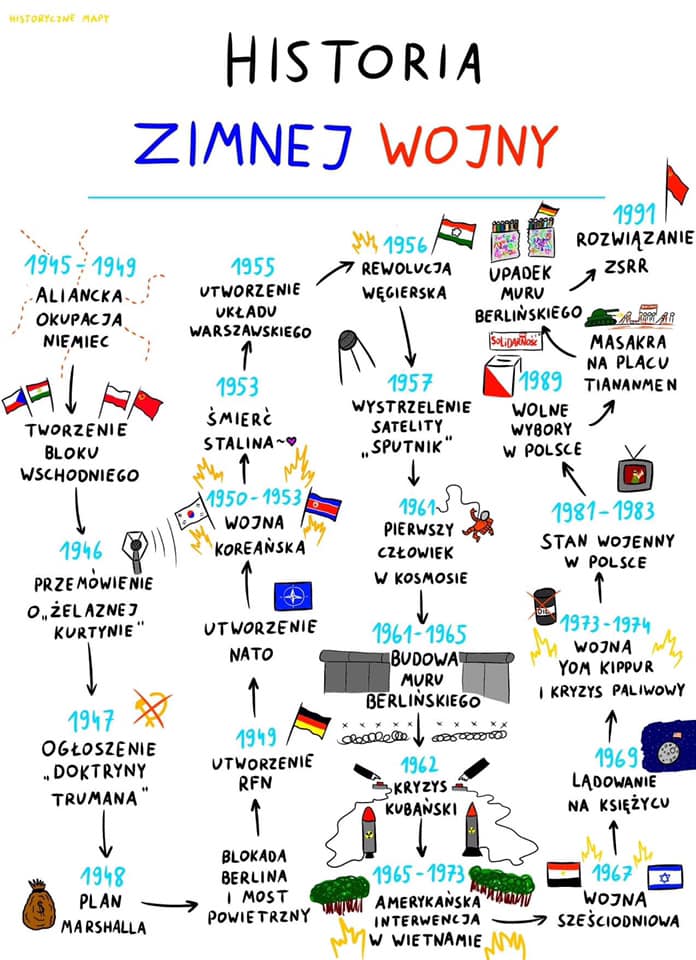 HISTORYCZNE MAPY
HISTORIA
ZIMNEJ WOJNY
1945-1949
ALIANCKA
OKUPACJA
NIEMIEC
TWORZENIE
BLOKU
WSCHODNIEGO
1946
PRZEMÓWIENIE
O „ŻELAZNEJ
KURTYNIE"
1947
OGŁOSZENIE
„DOKTRYNY
TRUMANA"
1948
PLAN
MARSHALLA
$
BLOKADA
BERLINA
I MOST
POWIETRZNY
1949
UTWORZENIE
RFN
UTWORZENIE
NATO
1950-1953
WOJNA
KOREAŃSKA
1953
ŚMIERĆ
STALINA~
1955
UTWORZENIE
UKŁADU
WARSZAWSKIEGO
1956
REWOLUCJA
WĘGIERSKA
1957
WYSTRZELENIE
SATELITY
„SPUTNIK"
1961
PIERWSZY
CZŁOWIEK
W KOSMOSIE
1961-1965
BUDOWA
MURU
BERLIŃSKIEGO
1962
KRYZYS
KUBAŃSKI
1965-1973
AMERYKAŃSKA
INTERWENCJA
W WIETNAMIE
1967
WOJNA
SZEŚCIODNIOWA
1969
LĄDOWANIE
NA KSIĘŻYCU
OIL
1973-1974
WOJNA
YOM KIPPUR
I KRYZYS PALIWOWY
1981-1983
STAN WOJENNY
W POLSCE
SOLIDARNOŚĆ
1989
WOLNE
WYBORY
W POLSCE
MASAKRA
NA PLACU
TIANANMEN
UPADEK
MURU
BERLIŃSKIEGO
1991
ROZWIĄZANIE
ZSRR